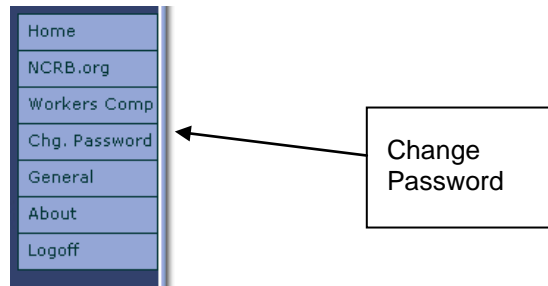 Home
NCRB.org
Workers Comp
Chg. Password
General
About
Logoff
Change
Password